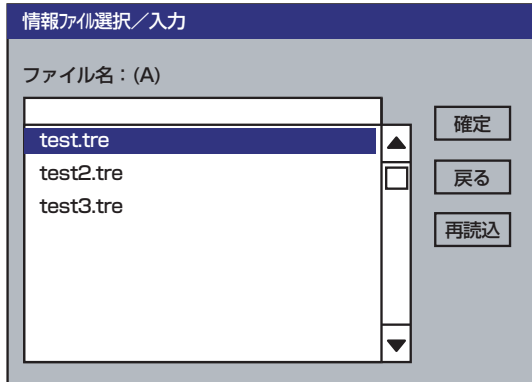 情報ファイル選択／入力
ファイル名：(A)
test.tre
test2.tre
test3.tre
確定
戻る
再読込